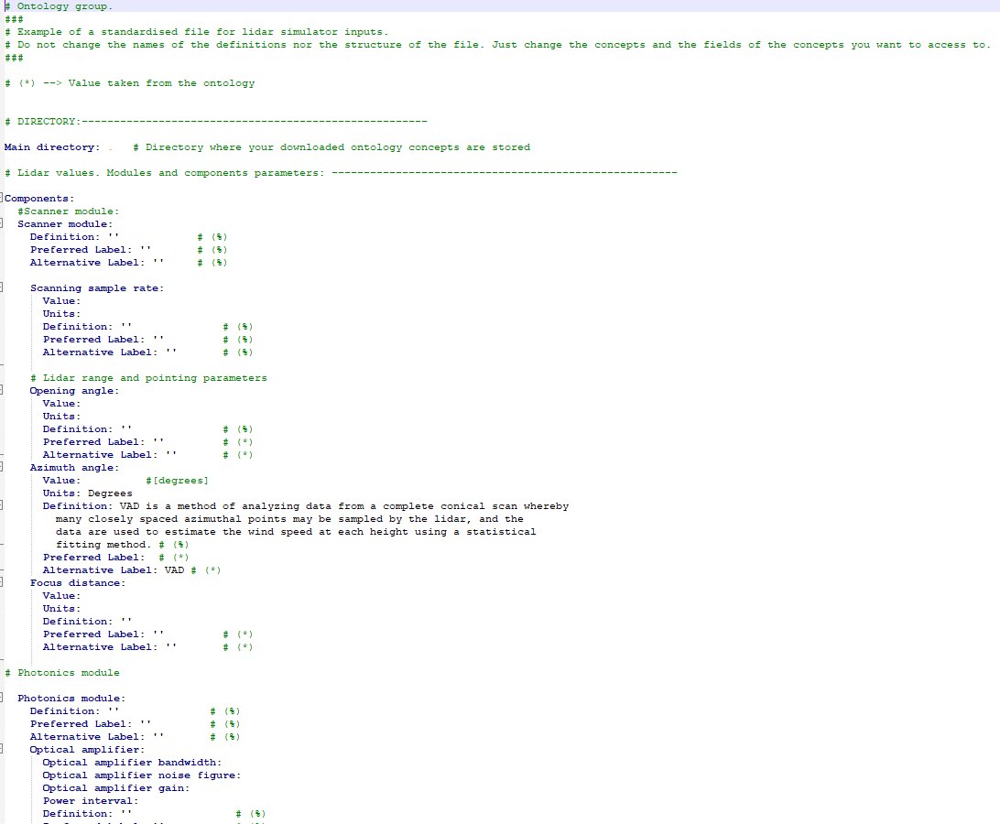 # Ontology group.
###
# Example of a standardised file for lidar simulator inputs.
# Do not change the names of the definitions nor the structure of the file. Just change the concepts and the fields of the concepts you want to access to.
###
# (*) --> Value taken from the ontology
# DIRECTORY:------------------------------------------------------
Main directory: .   # Directory where your downloaded ontology concepts are stored
# Lidar values. Modules and components parameters: ------------------------------------------------------
Components:
  #Scanner module:
  Scanner module:
    Definition: ''            # (%)
    Preferred Label: ''       # (%)
    Alternative Label: ''     # (%)
    Scanning sample rate:
      Value:
      Units:
      Definition: ''              # (%)
      Preferred Label: ''         # (%)
      Alternative Label: ''       # (%)
    # Lidar range and pointing parameters
    Opening angle:
      Value:
      Units:
      Definition: ''              # (%)
      Preferred Label: ''         # (*)
      Alternative Label: ''       # (*)
    Azimuth angle:
      Value:          #[degrees]
      Units: Degrees
      Definition: VAD is a method of analyzing data from a complete conical scan whereby
        many closely spaced azimuthal points may be sampled by the lidar, and the
        data are used to estimate the wind speed at each height using a statistical
        fitting method. # (%)
      Preferred Label:  # (*)
      Alternative Label: VAD # (*)
    Focus distance:
      Value:
      Units:
      Definition: ''
      Preferred Label: ''         # (*)
      Alternative Label: ''       # (*)
# Photonics module
  Photonics module:
    Definition: ''              # (%)
    Preferred Label: ''         # (%)
    Alternative Label: ''       # (%)
    Optical amplifier:
      Optical amplifier bandwidth:
      Optical amplifier noise figure:
      Optical amplifier gain:
      Power interval:
      Definition: ''                # (%)